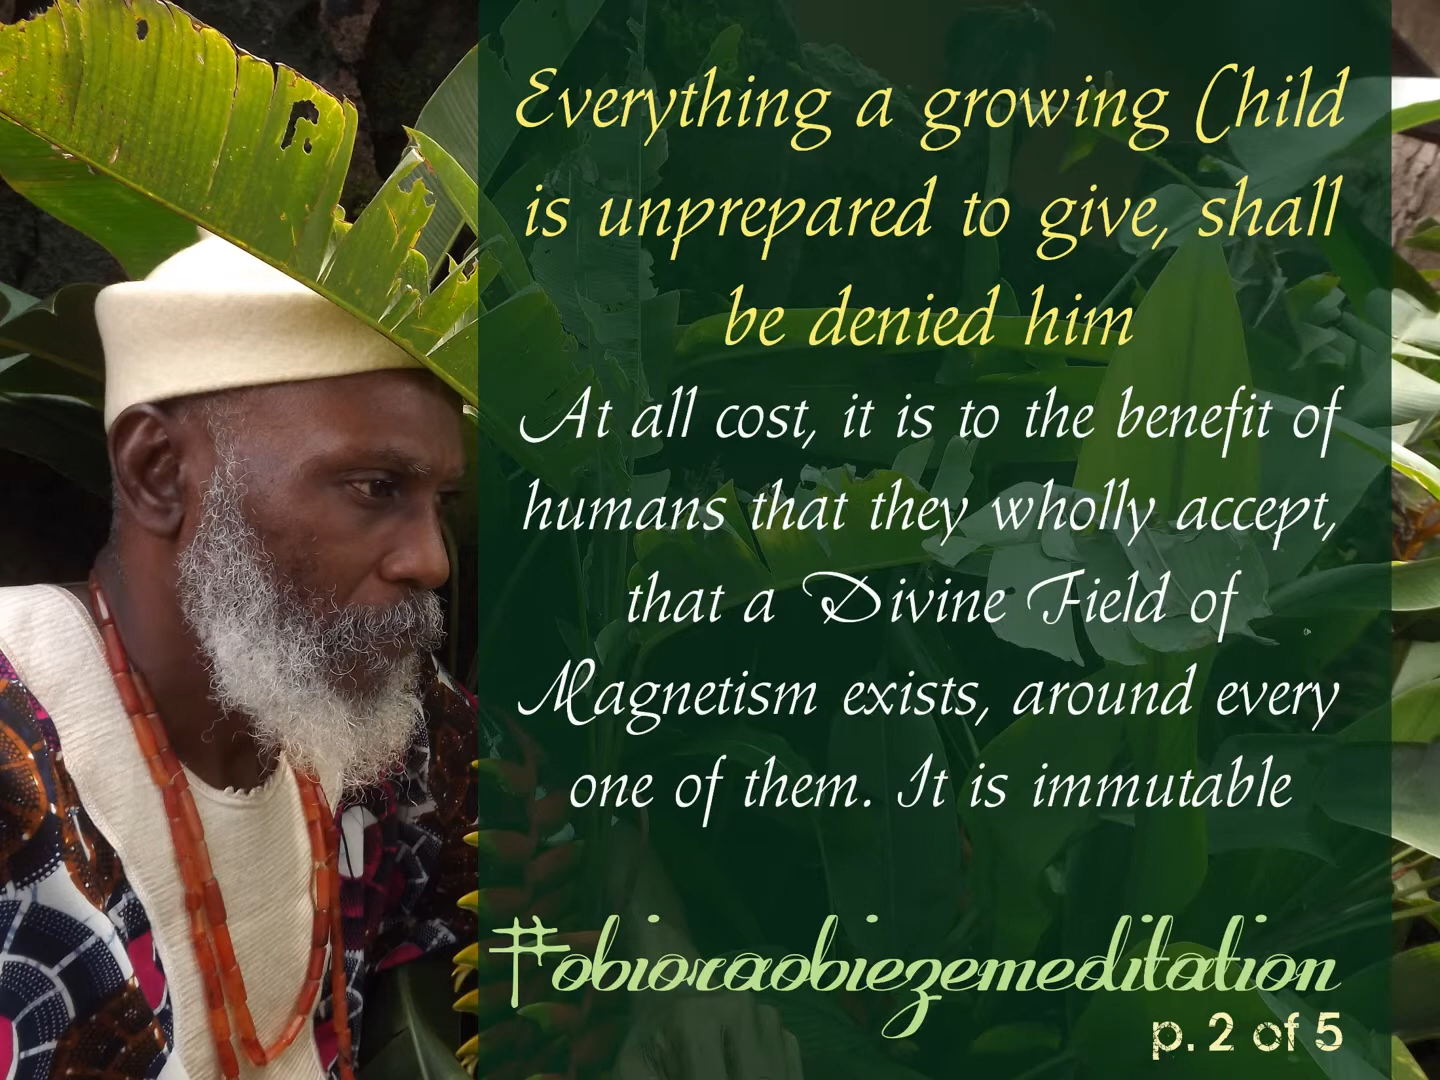 Everything a growing Child
is unprepared to give, shall
be denied him
At all cost, it is to the benefit of
humans that they wholly accept,
that a Divine Field of
Magnetism exists, around every
one of them. It is immutable
#obioraobiezemeditation
p. 2 of 5